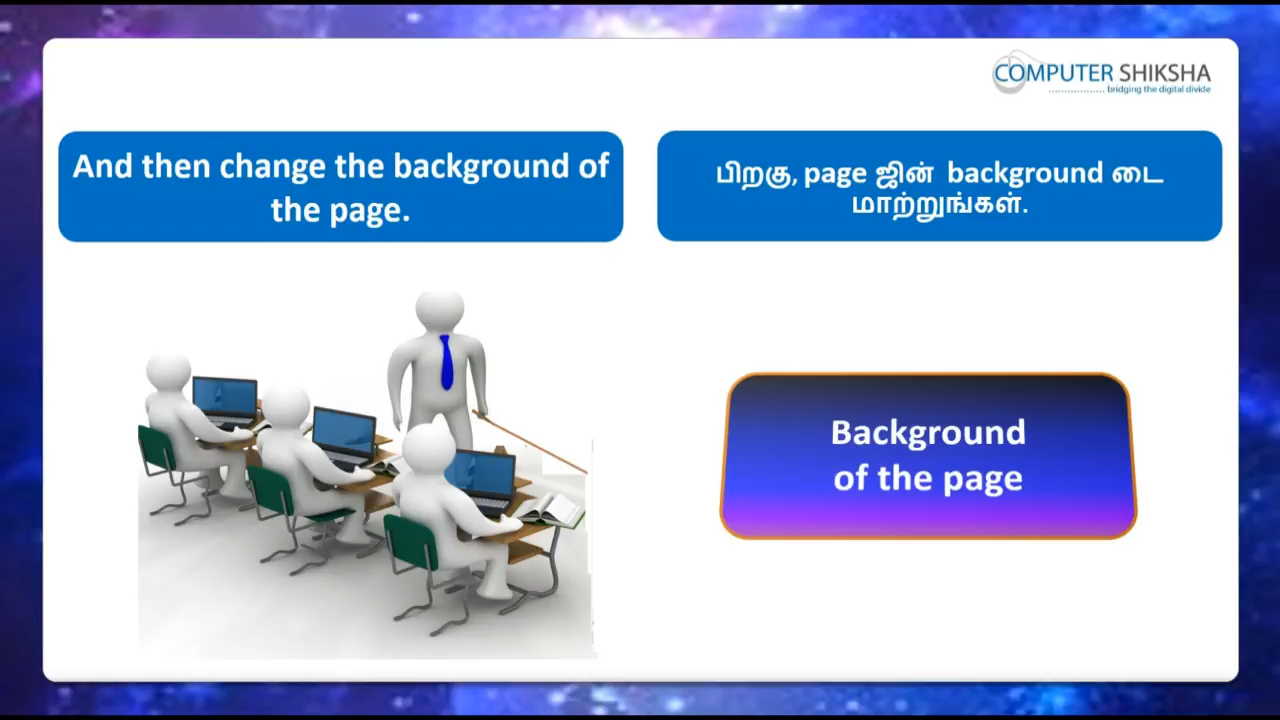 COMPUTER SHIKSHA
bridging the digital divide
And then change the background of
the page.
பிறகு, page ஜின் background டை
மாற்றுங்கள்.
Background
of the page